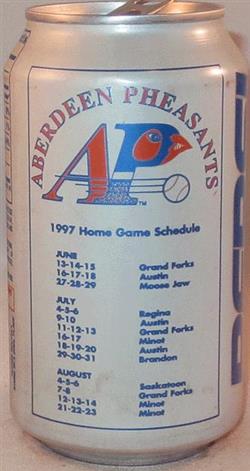 ABERDEEN PHEASANTS
AP
TM
1997 Home Game Schedule
JUNE
13-14-15 Grand Forks
16-17-18 Austin
27-28-29 Moose Jaw
JULY
4-5-6 Regina
9-10 Austin
11-12-13 Grand Forks
16-17 Minot
18-19-20 Austin
29-30-31 Brandon
AUGUST
4-5-6 Saskatoon
7-8 Grand Forks
12-13-14 Minot
21-22-23 Minot